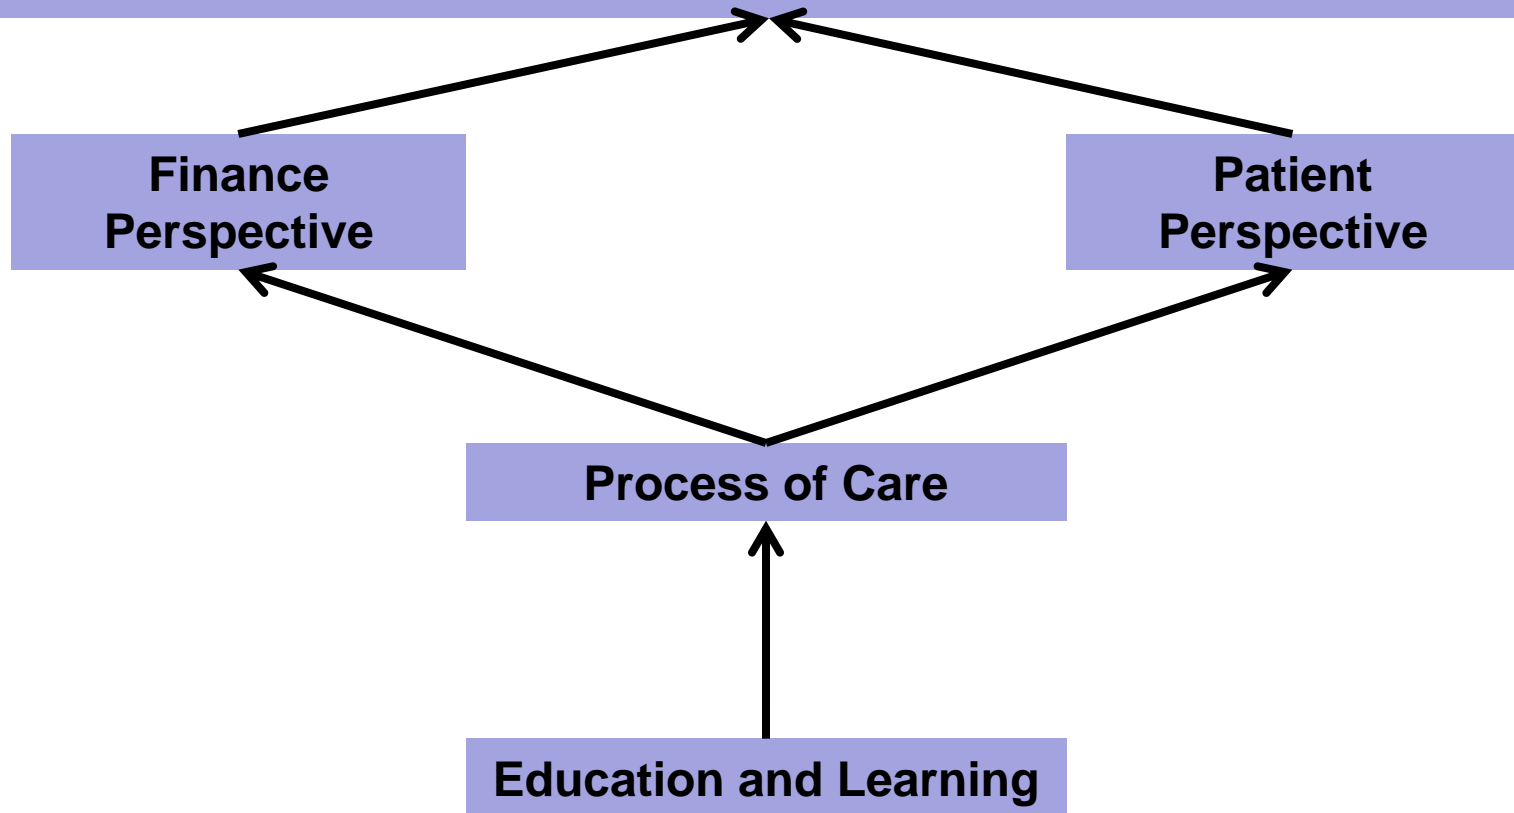 Finance
Perspective
Patient
Perspective
Process of Care
Education and Learning